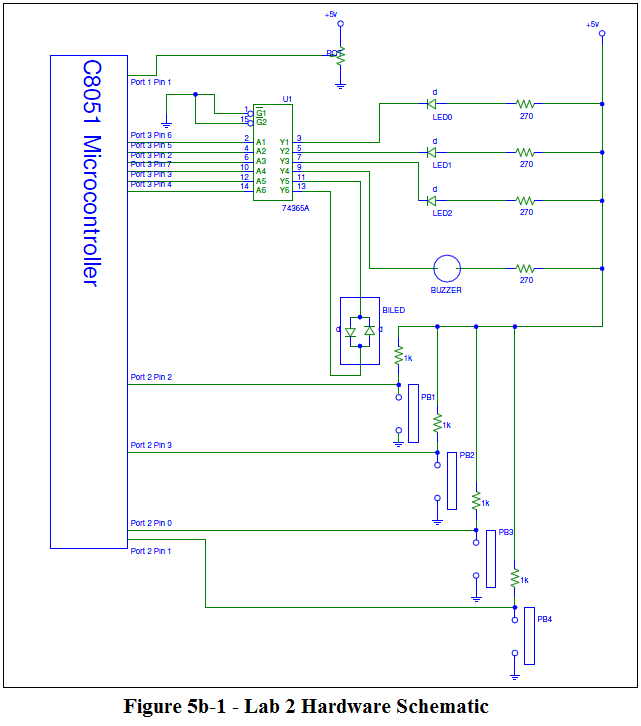 +5v
+5v
C8051 Microcontroller
Port 1 Pin 1
U1
1 G1
15 G2
Port 3 Pin 6
2 A1 Y1 3
Port 3 Pin 5
4 A2 Y2 5
Port 3 Pin 2
6 A3 Y3 7
Port 3 Pin 7
10 A4 Y4 9
Port 3 Pin 3
12 A5 Y5 11
Port 3 Pin 4
14 A6 Y6 13
74365A
d
LED0
270
d
LED1
270
d
LED2
270
BUZZER
270
BILED
d d
1k
Port 2 Pin 2
PB1
1k
Port 2 Pin 3
PB2
1k
Port 2 Pin 0
PB3
Port 2 Pin 1
1k
PB4
Figure 5b-1 - Lab 2 Hardware Schematic